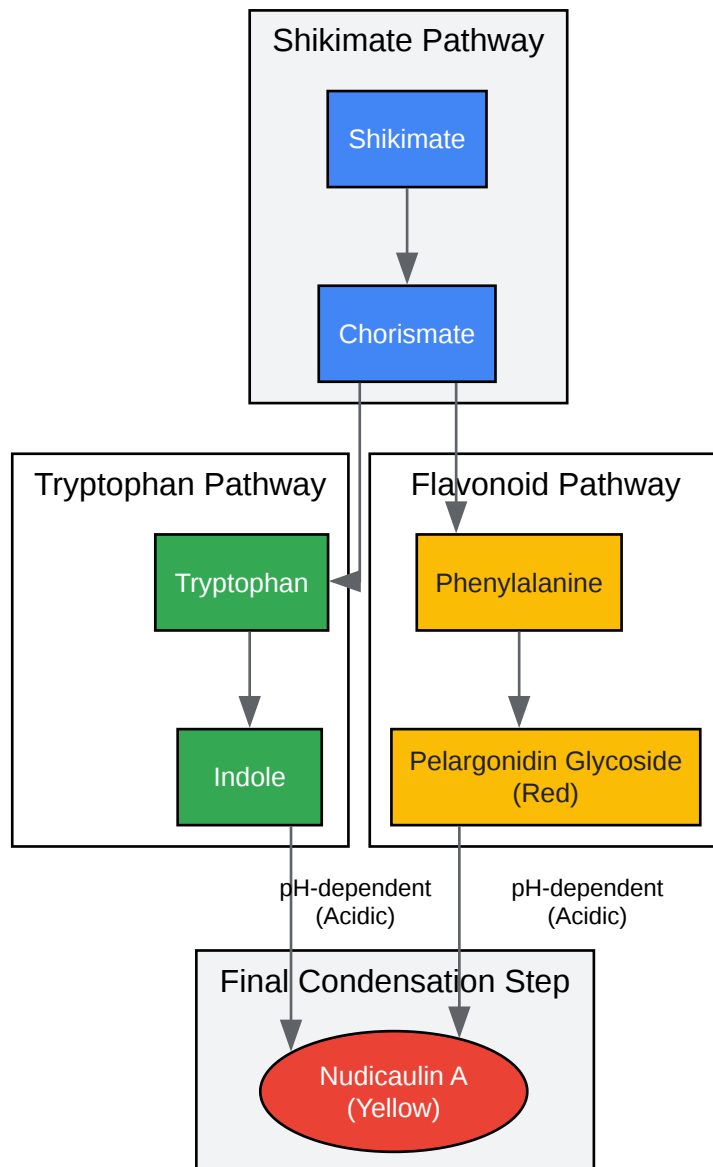 Shikimate Pathway
Shikimate
Chorismate
Tryptophan Pathway
Flavonoid Pathway
Tryptophan
Phenylalanine
Indole
Pelargonidin Glycoside
(Red)
pH-dependent
(Acidic)
pH-dependent
(Acidic)
Final Condensation Step
Nudicaulin A
(Yellow)